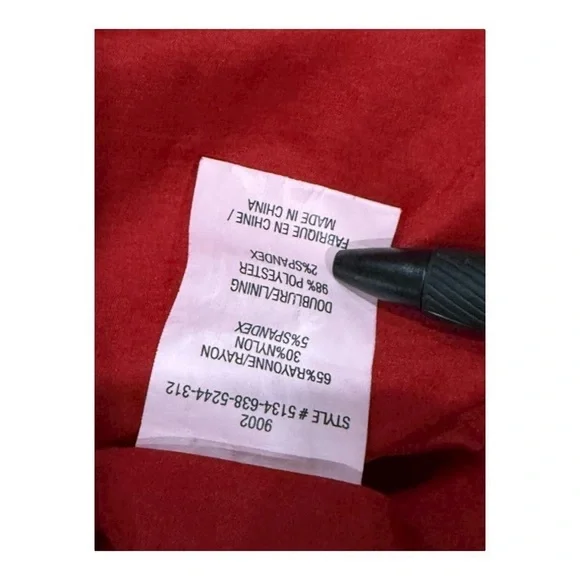 9002
STYLE # 5134-638-5244-312
65%RAYONNE/RAYON
30%NYLON
5%SPANDEX
DOUBLURE/LINING
98% POLYESTER
2%SPANDEX
FABRIQUE EN CHINE /
MADE IN CHINA